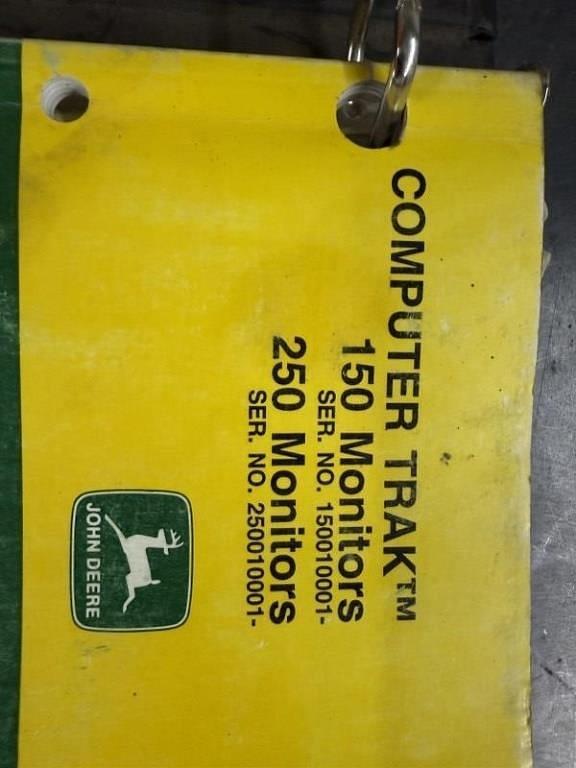 COMPUTER TRAK™
150 Monitors
SER. NO. 150010001-
250 Monitors
SER. NO. 250010001-
JOHN DEERE